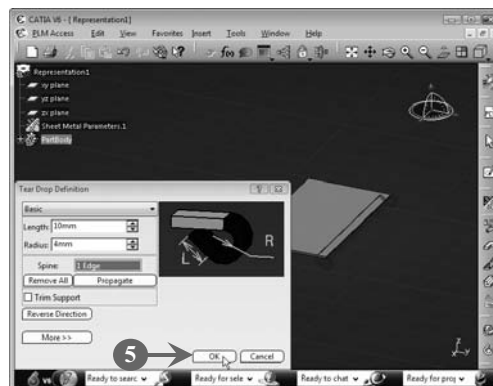 CATIA V6 - [ Representation1]
PLM Access Edit View Favorites Insert Tools Window Help
Representation1
xy plane
yz plane
zx plane
Sheet Metal Parameters.1
PartBody
Tear Drop Definition
Basic
Length: 10mm
Radius: 4mm
Spine: 1 Edge
Remove All Propagate
Trim Support
Reverse Direction
More >>
L R
5 OK Cancel
vs Ready to searc Ready for sele Ready to chat Ready for proj